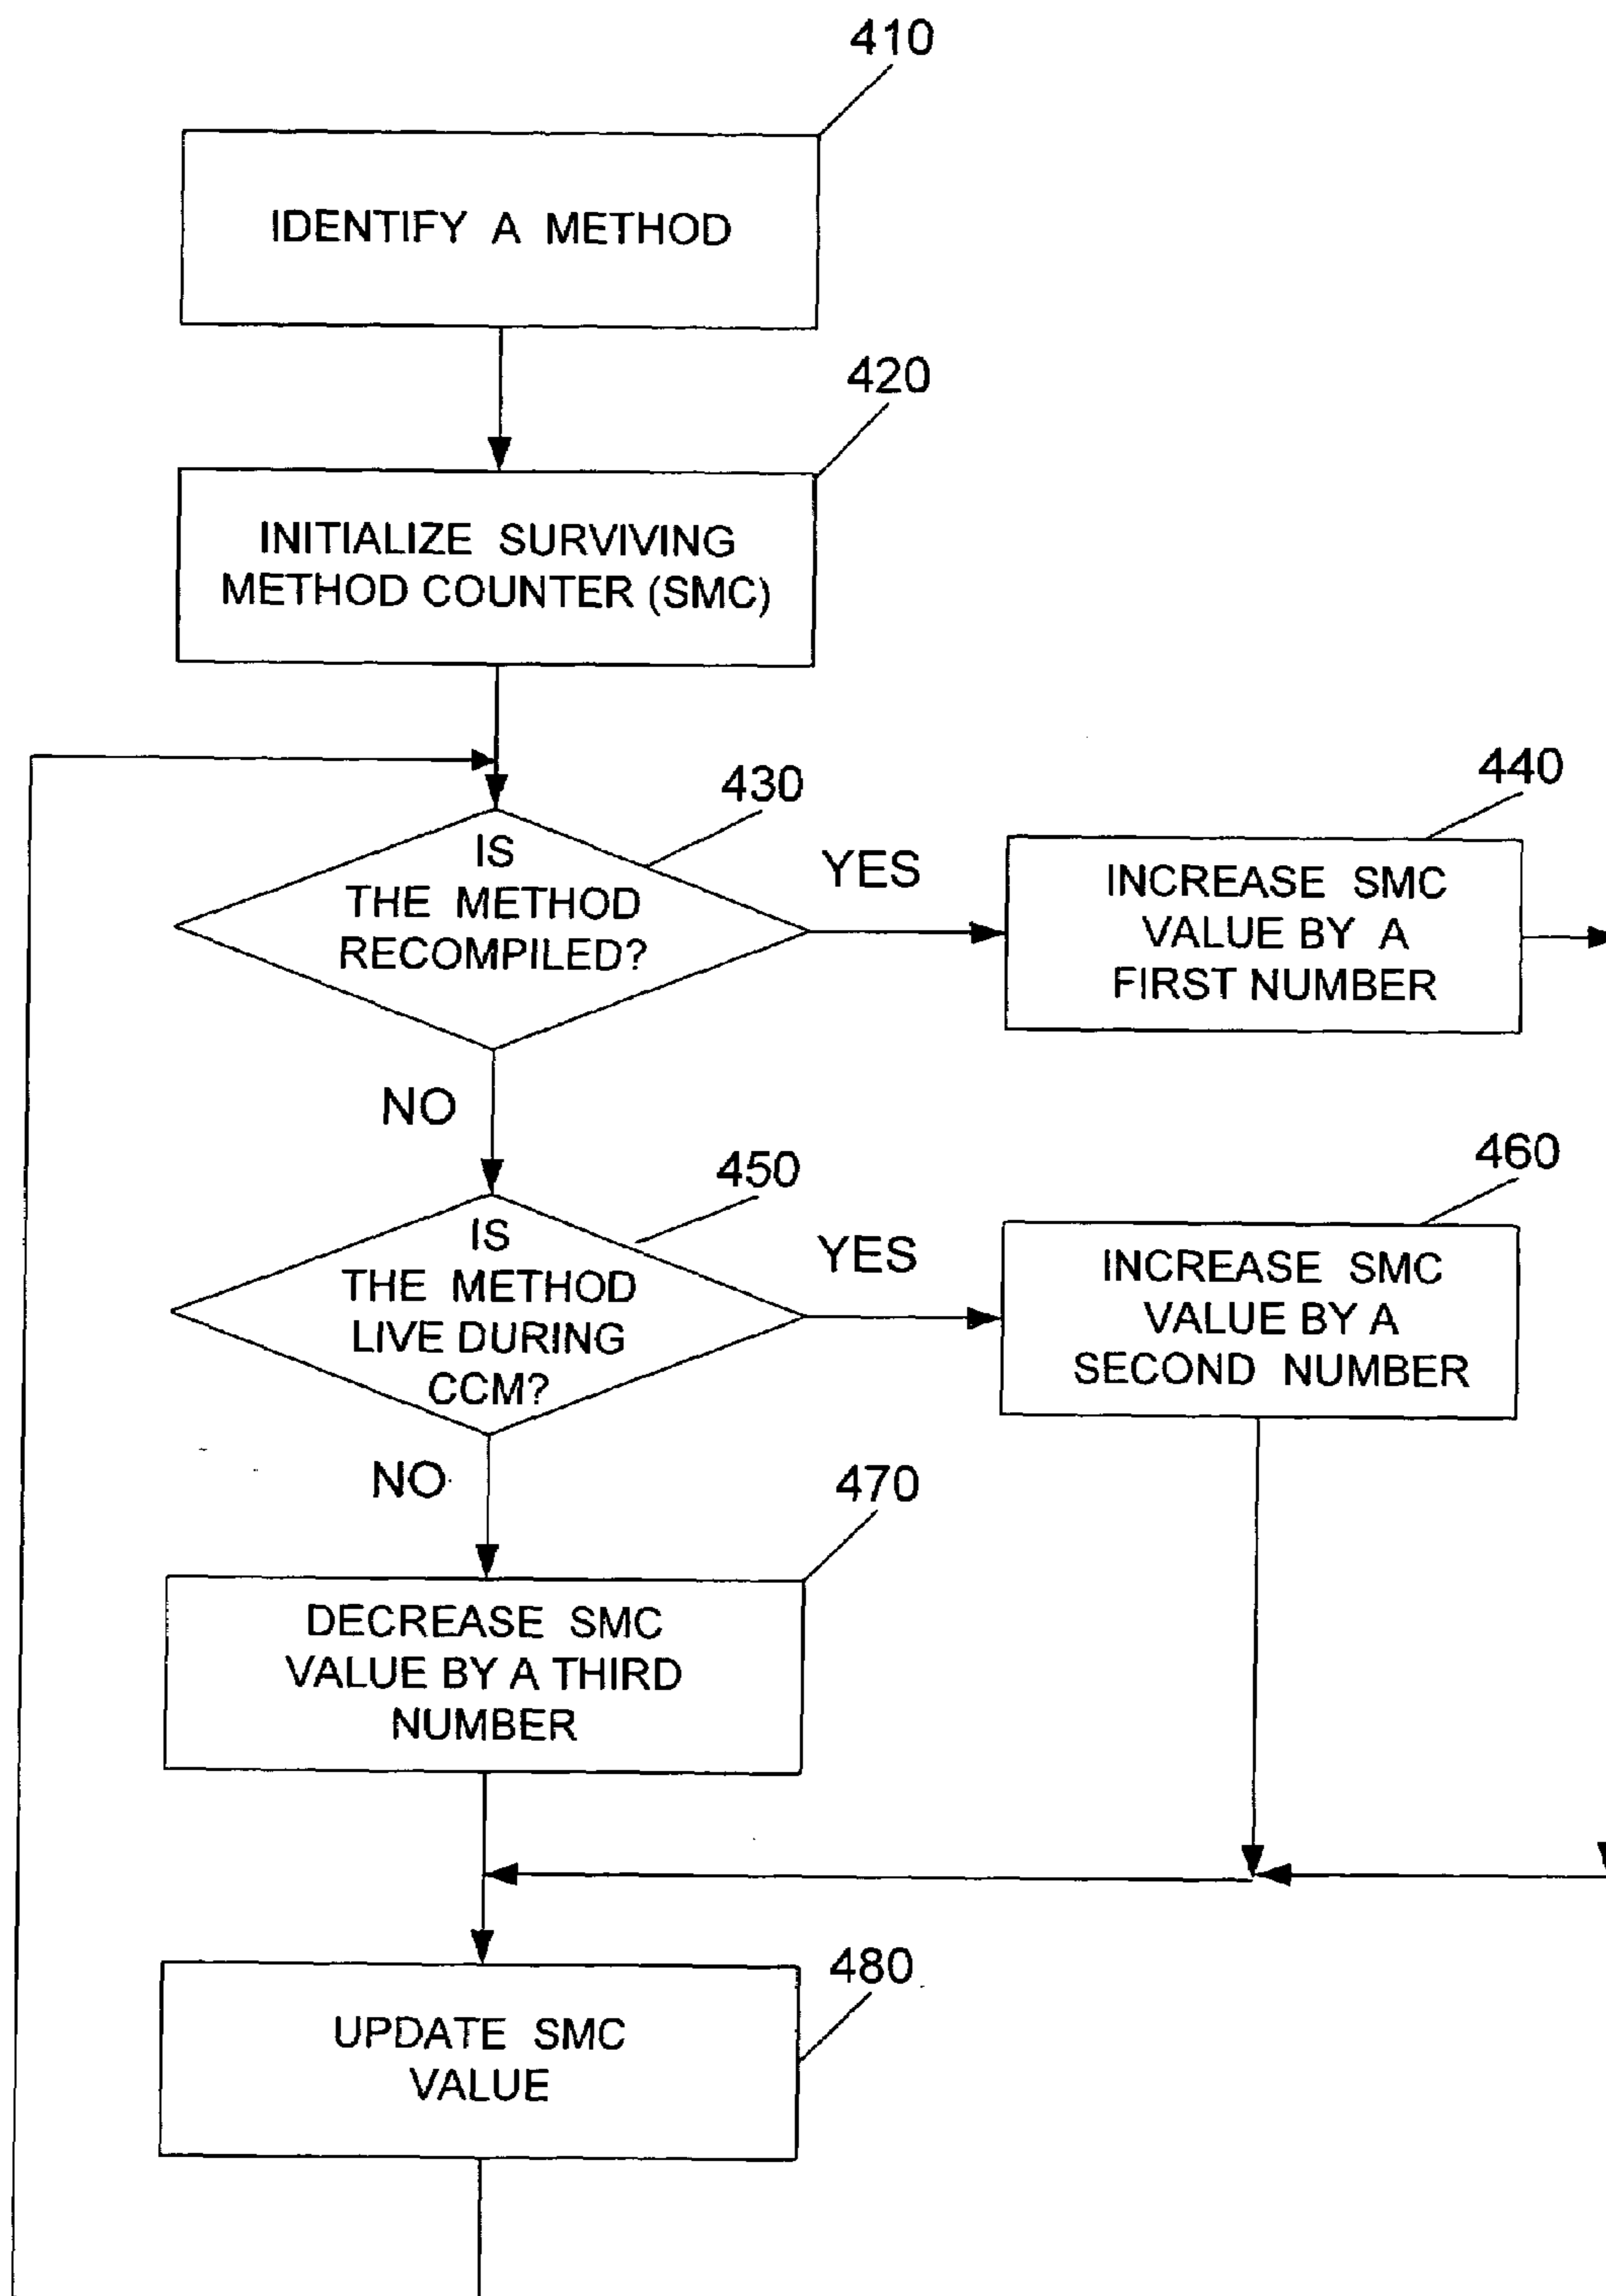 410
IDENTIFY A METHOD
420
INITIALIZE SURVIVING
METHOD COUNTER (SMC)
430
IS
THE METHOD
RECOMPILED?
YES
440
INCREASE SMC
VALUE BY A
FIRST NUMBER
NO
450
IS
THE METHOD
LIVE DURING
CCM?
YES
460
INCREASE SMC
VALUE BY A
SECOND NUMBER
NO
470
DECREASE SMC
VALUE BY A THIRD
NUMBER
480
UPDATE SMC
VALUE